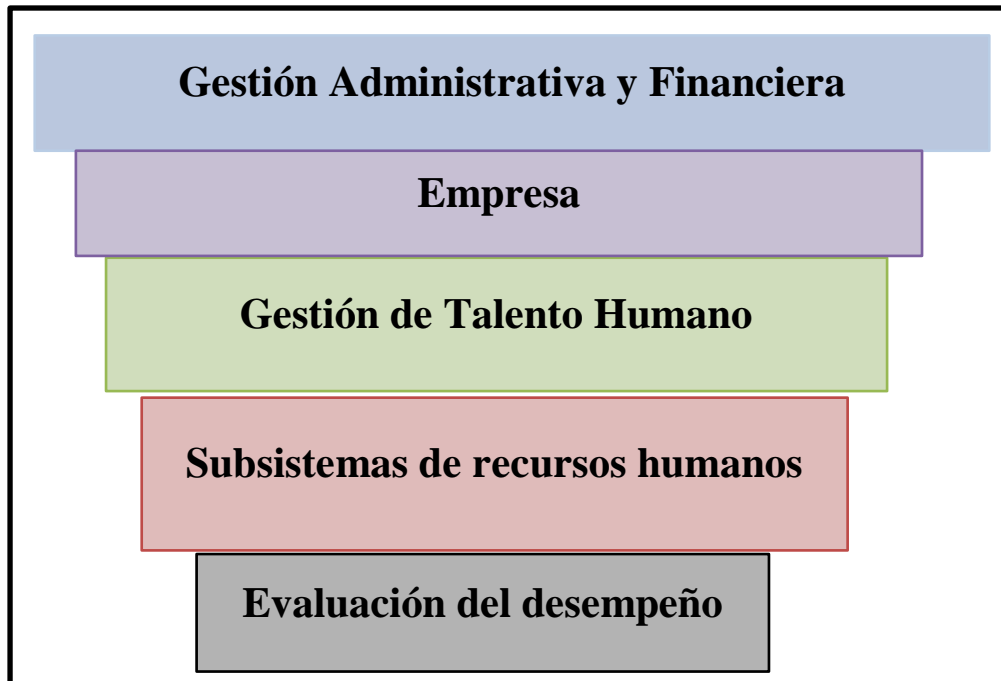 Gestión Administrativa y Financiera
Empresa
Gestión de Talento Humano
Subsistemas de recursos humanos
Evaluación del desempeño